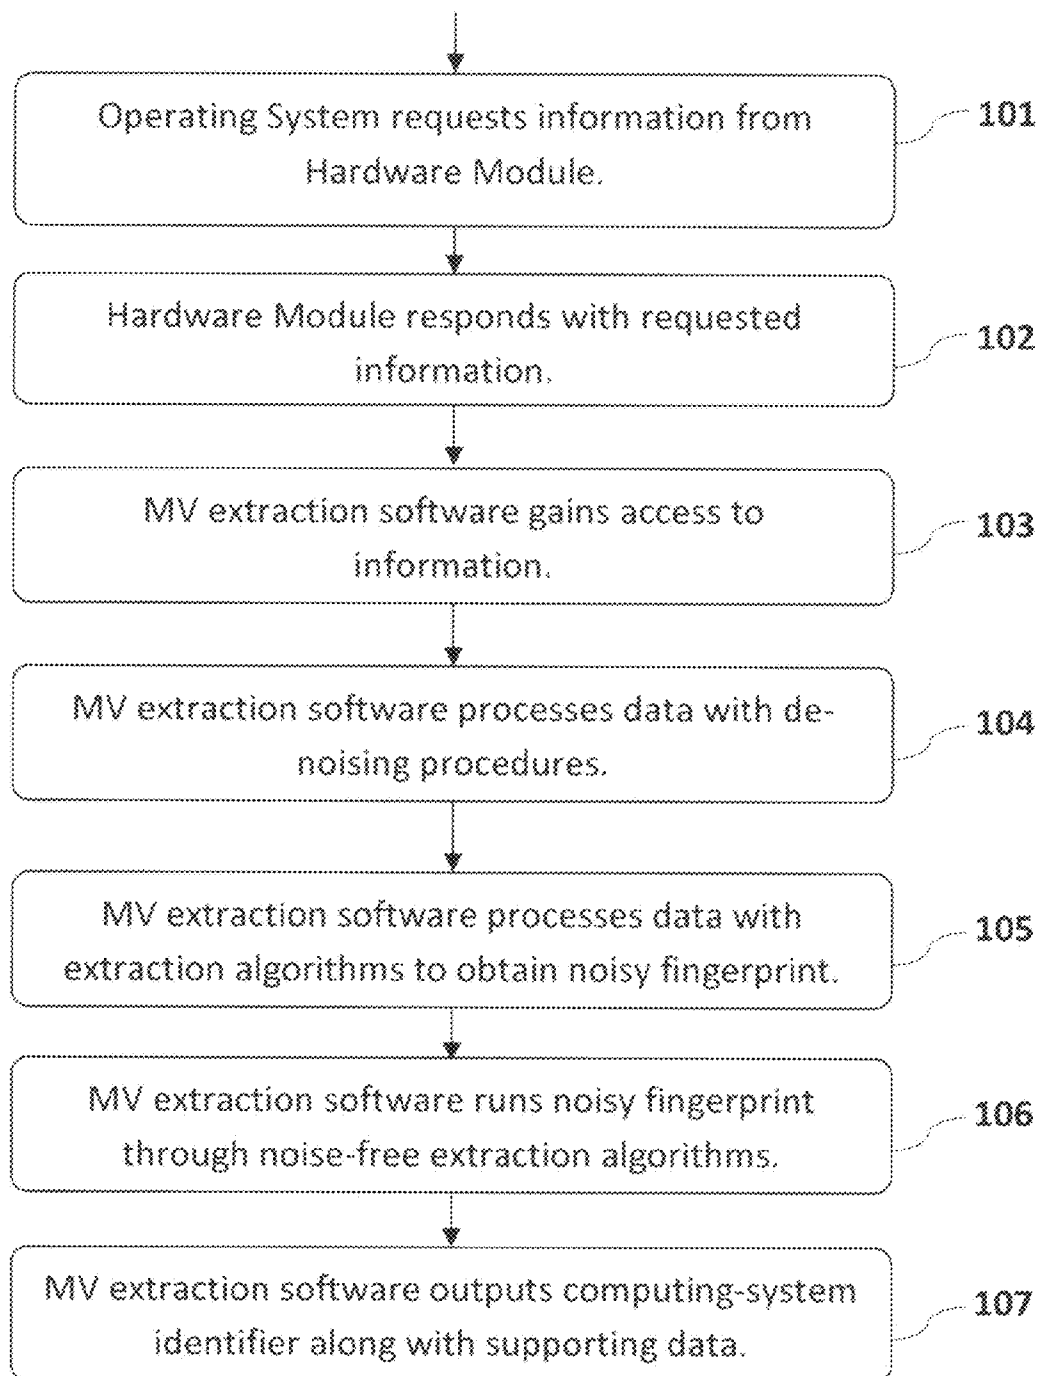 Operating System requests information from
Hardware Module.
101
Hardware Module responds with requested
information.
102
MV extraction software gains access to
information.
103
MV extraction software processes data with de-
noising procedures.
104
MV extraction software processes data with
extraction algorithms to obtain noisy fingerprint.
105
MV extraction software runs noisy fingerprint
through noise-free extraction algorithms.
106
MV extraction software outputs computing-system
identifier along with supporting data.
107